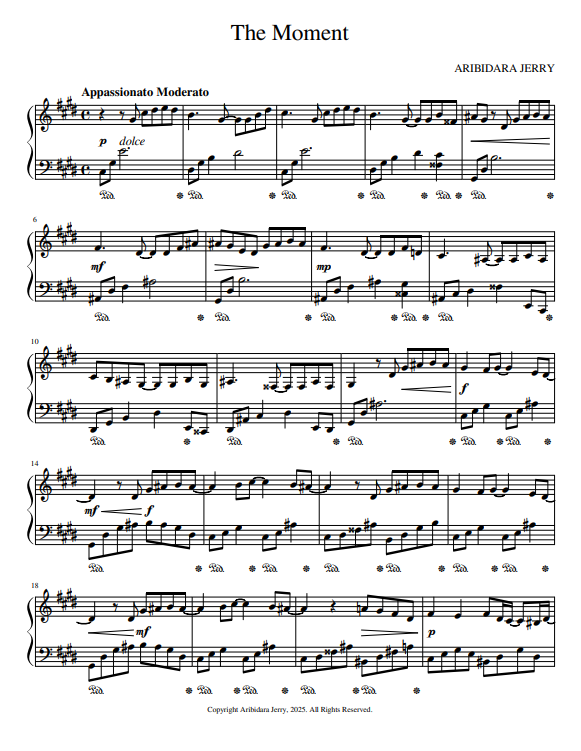 The Moment
ARIBIDARA JERRY
Appassionato Moderato
p dolce
6
mf
mp
10
f
14
mf f
18
mf
p
Copyright Aribidara Jerry, 2025. All Rights Reserved.